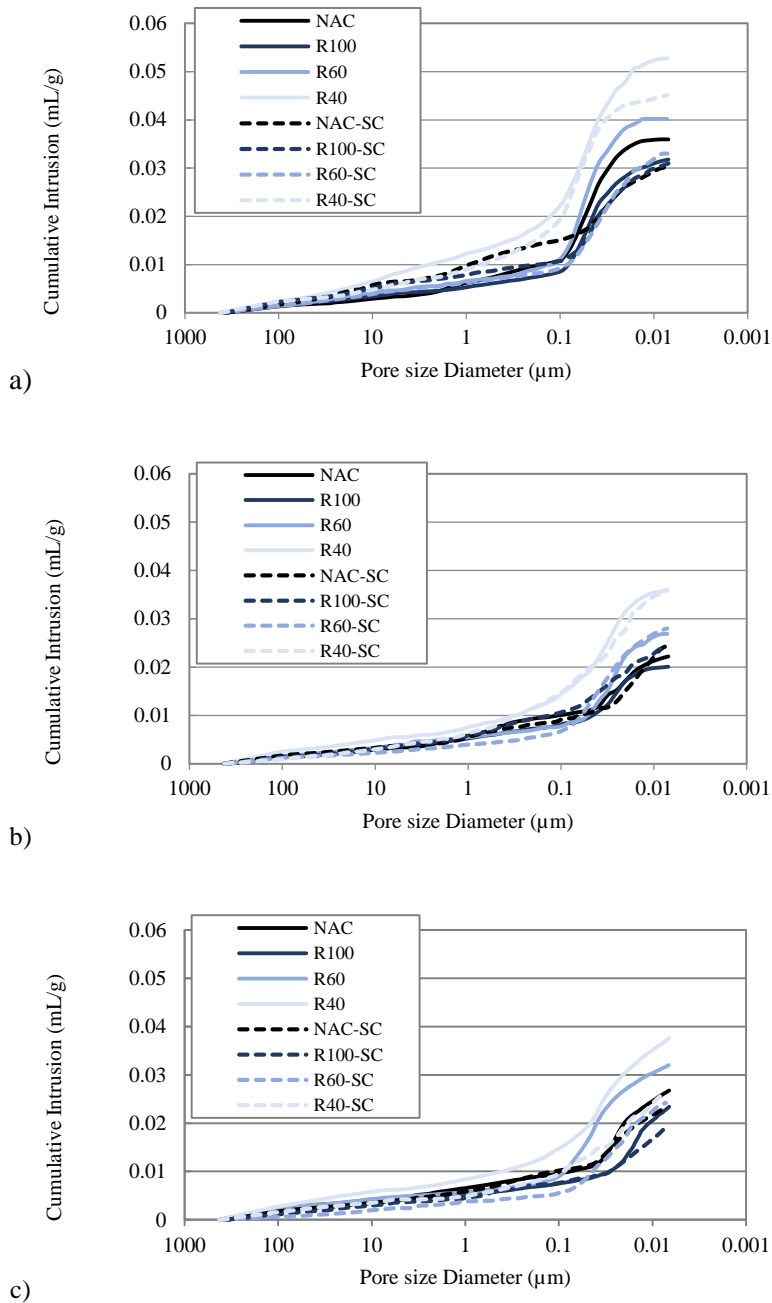 0.06
0.05
0.04
0.03
0.02
0.01
0
Cumulative Intrusion (mL/g)
NAC
R100
R60
R40
NAC-SC
R100-SC
R60-SC
R40-SC
1000 100 10 1 0.1 0.01 0.001
Pore size Diameter (µm)
a)
0.06
0.05
0.04
0.03
0.02
0.01
0
Cumulative Intrusion (mL/g)
NAC
R100
R60
R40
NAC-SC
R100-SC
R60-SC
R40-SC
1000 100 10 1 0.1 0.01 0.001
Pore size Diameter (µm)
b)
0.06
0.05
0.04
0.03
0.02
0.01
0
Cumulative Intrusion (mL/g)
NAC
R100
R60
R40
NAC-SC
R100-SC
R60-SC
R40-SC
1000 100 10 1 0.1 0.01 0.001
Pore size Diameter (µm)
c)